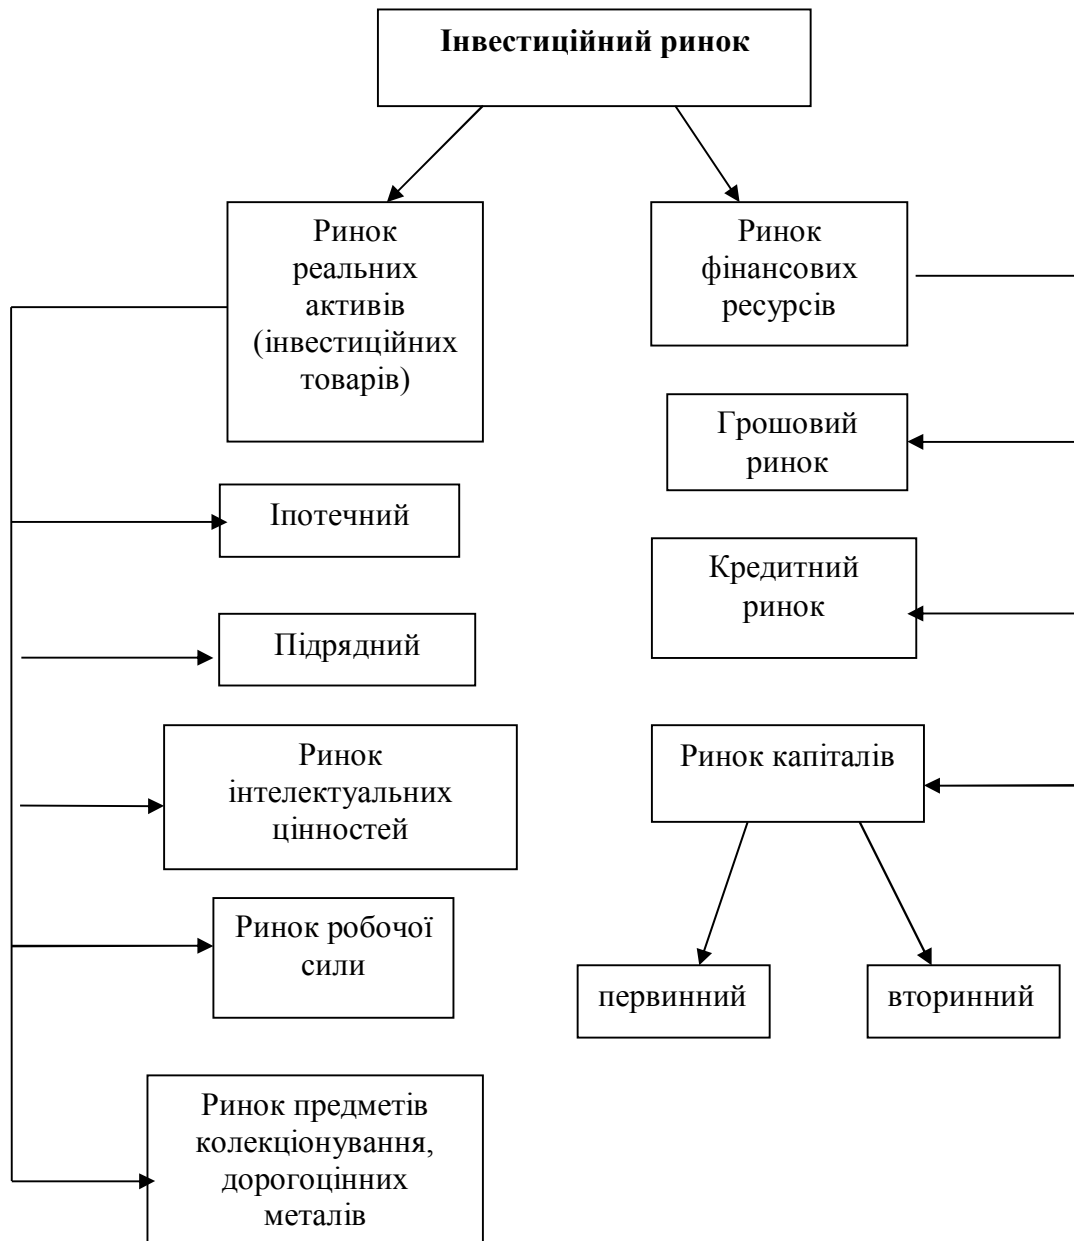 Інвестиційний ринок
Ринок
реальних
активів
(інвестиційних
товарів)
Ринок
фінансових
ресурсів
Грошовий
ринок
Іпотечний
Кредитний
ринок
Підрядний
Ринок
інтелектуальних
цінностей
Ринок капіталів
Ринок робочої
сили
первинний
вторинний
Ринок предметів
колекціонування,
дорогоцінних
металів